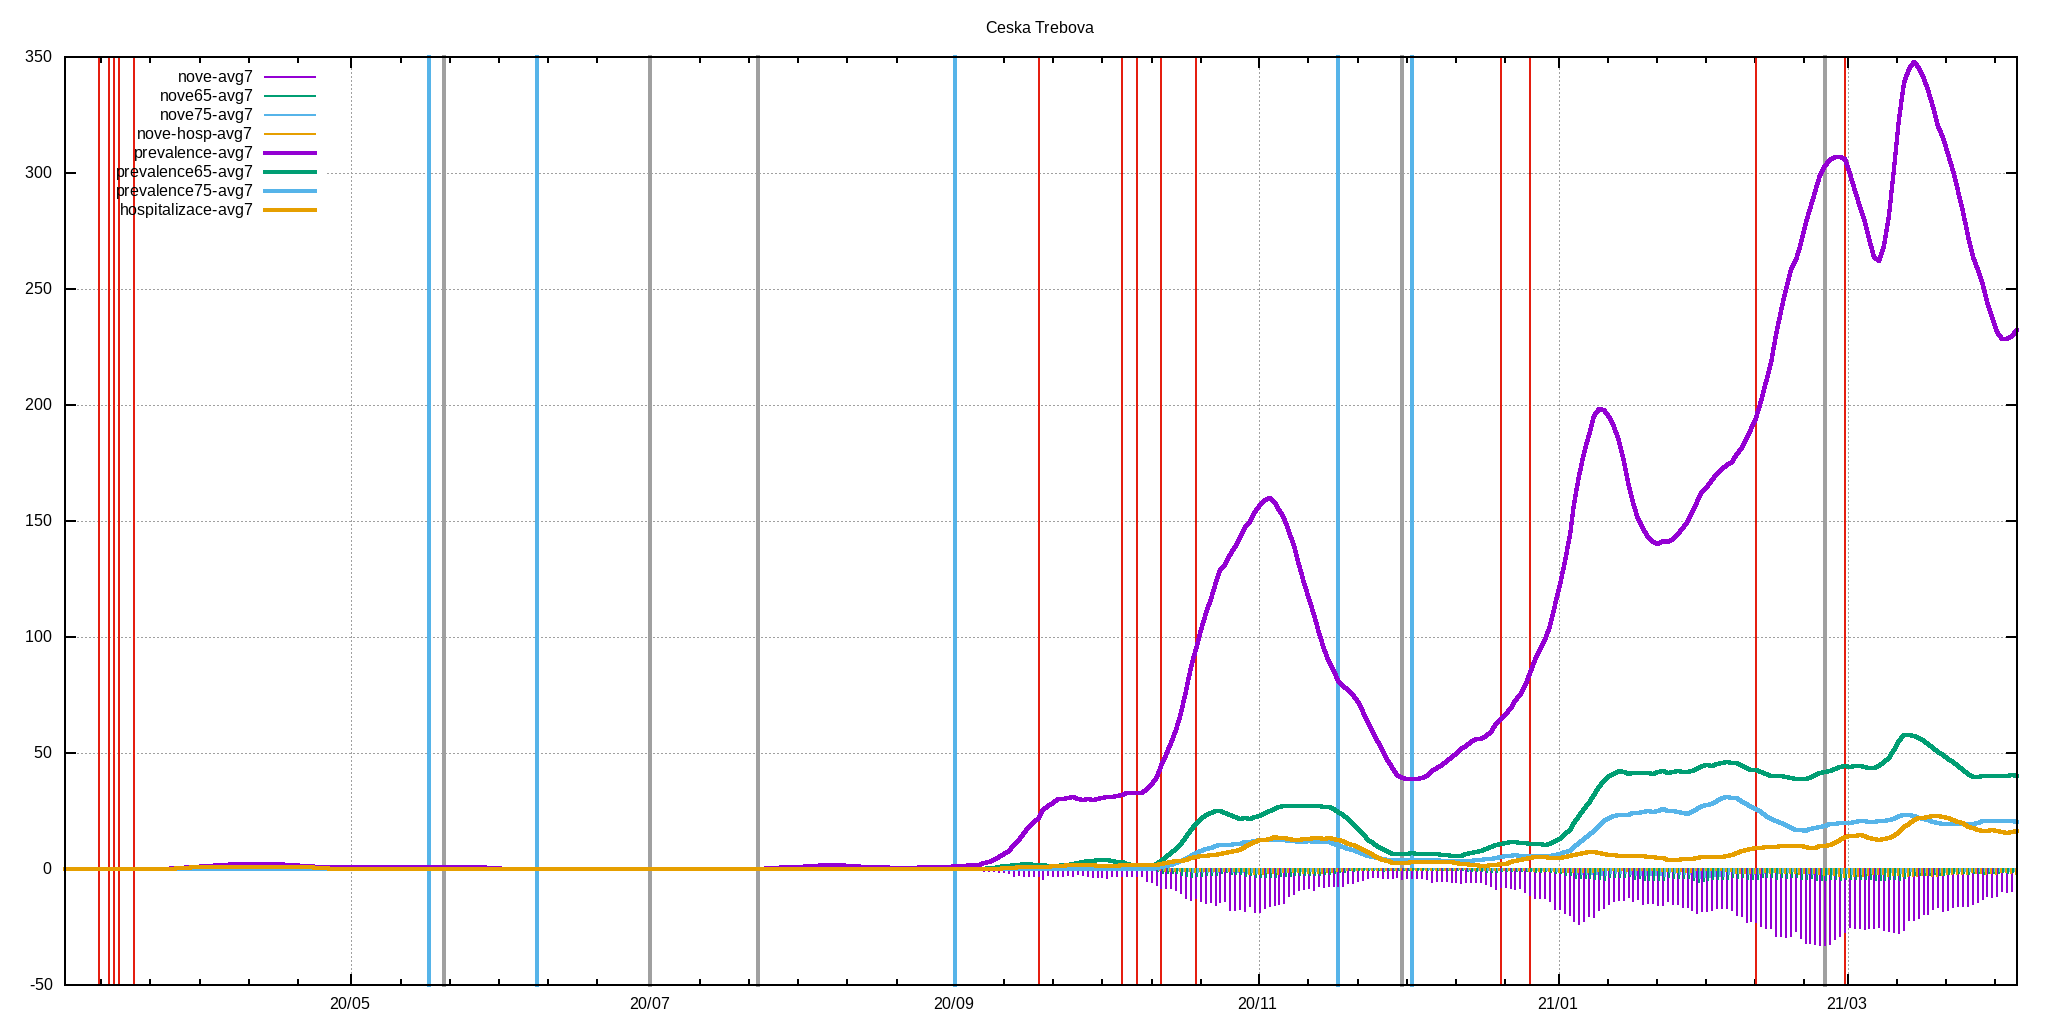 Ceska Trebova
350
300
250
200
150
100
50
0
-50
nove-avg7
nove65-avg7
nove75-avg7
nove-hosp-avg7
prevalence-avg7
prevalence65-avg7
prevalence75-avg7
hospitalizace-avg7
20/05
20/07
20/09
20/11
21/01
21/03